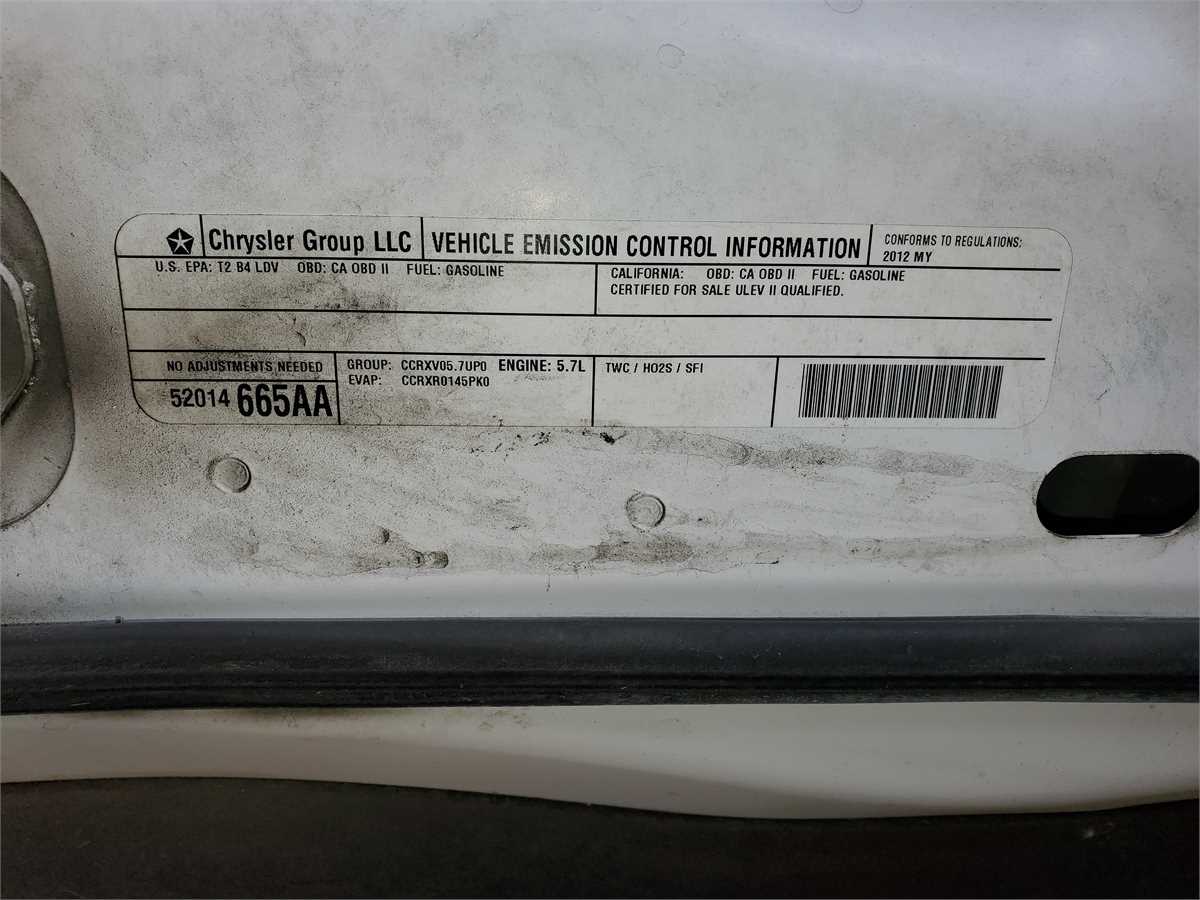 Chrysler Group LLC VEHICLE EMISSION CONTROL INFORMATION CONFORMS TO REGULATIONS:
2012 MY
U.S. EPA: T2 B4 LDV OBD: CA OBD II FUEL: GASOLINE
CALIFORNIA: OBD: CA OBD II FUEL: GASOLINE
CERTIFIED FOR SALE ULEV II QUALIFIED.
NO ADJUSTMENTS NEEDED
52014 665AA
GROUP: CCRXV05.7UP0 ENGINE: 5.7L
EVAP: CCRXR0145PK0
TWC / HO2S / SFI